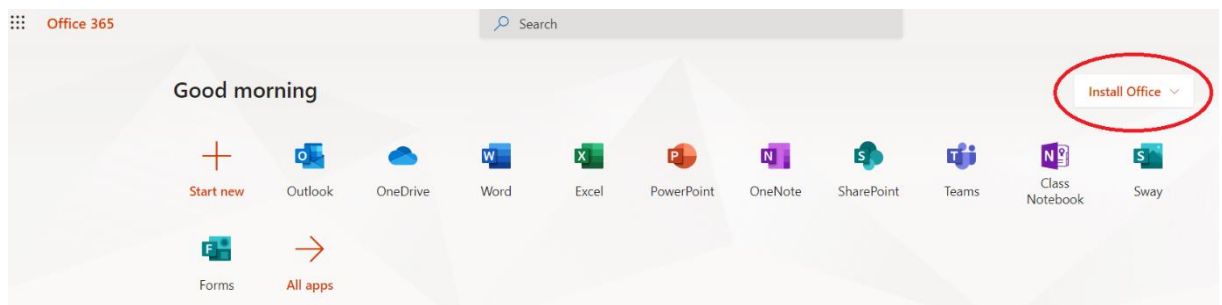 Office 365
Search
Good morning
Install Office
Start new
Outlook
OneDrive
Word
Excel
PowerPoint
OneNote
SharePoint
Teams
Class
Notebook
Sway
Forms
All apps